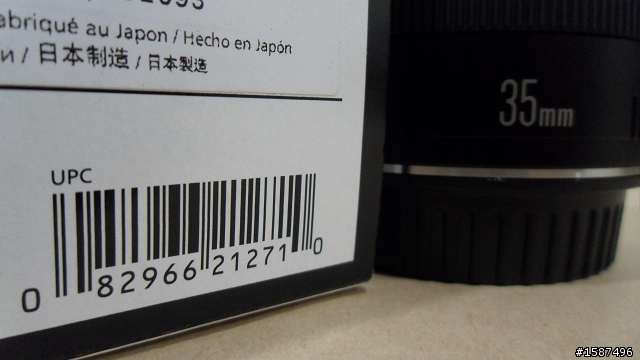 abriqué au Japon / Hecho en Japón
/ 日本制造 / 日本製造
UPC
0 82966 21271 0
35mm
#1587496